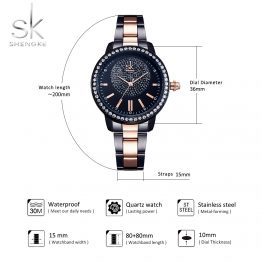 sk
SHENGKE
Watch length
~200mm
Dial Diameter
36mm
Straps 15mm
30M
Waterproof
( Meet our daily needs )
Quartz watch
( Lasting power )
ST
STEEL
Stainless steel
( Metal forming )
15 mm
( Watchband width )
80+80mm
( Watchband length )
10mm
( Dial Thickness )